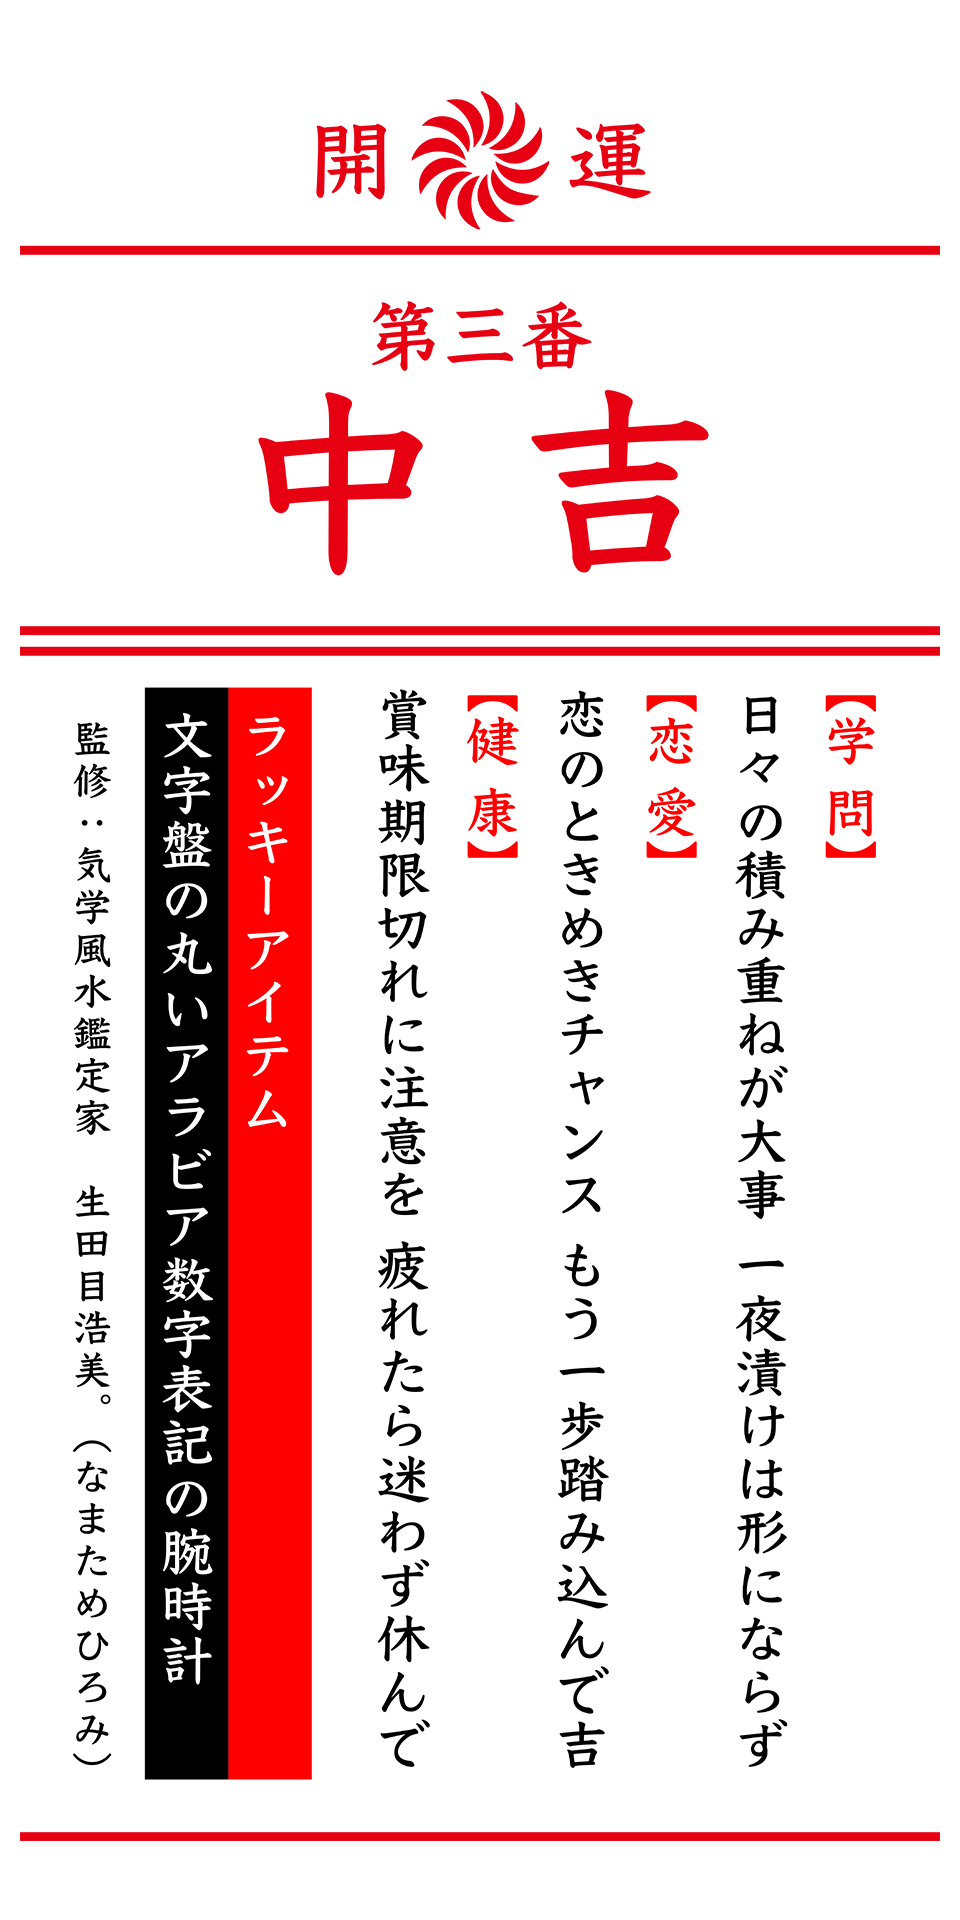 開 運
第三番
中吉
【学問】
日々の積み重ねが大事 一夜漬けは形にならず
【恋愛】
恋のときめきチャンス もう一歩踏み込んで吉
【健康】
賞味期限切れに注意を 疲れたら迷わず休んで
ラッキーアイテム
文字盤の丸いアラビア数字表記の腕時計
監修：気学風水鑑定家　生田目浩美。（なまためひろみ）